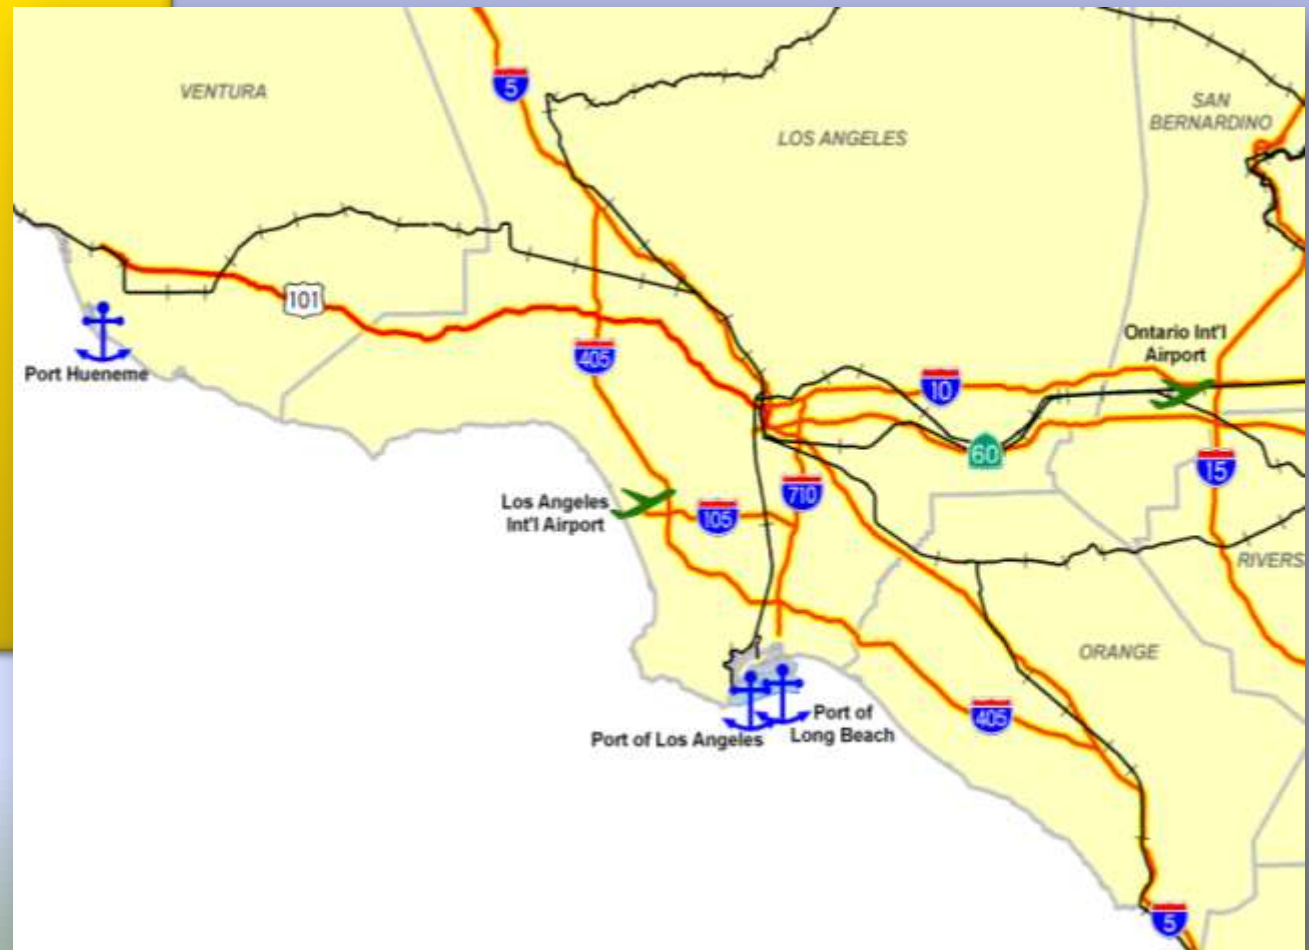 5
VENTURA
SAN
BERNARDINO
LOS ANGELES
101
Port Hueneme
405
Ontario Int'l
Airport
10
60
15
Los Angeles
Int'l Airport
105
710
RIVERS
ORANGE
405
Port of Los Angeles
Port of
Long Beach
5